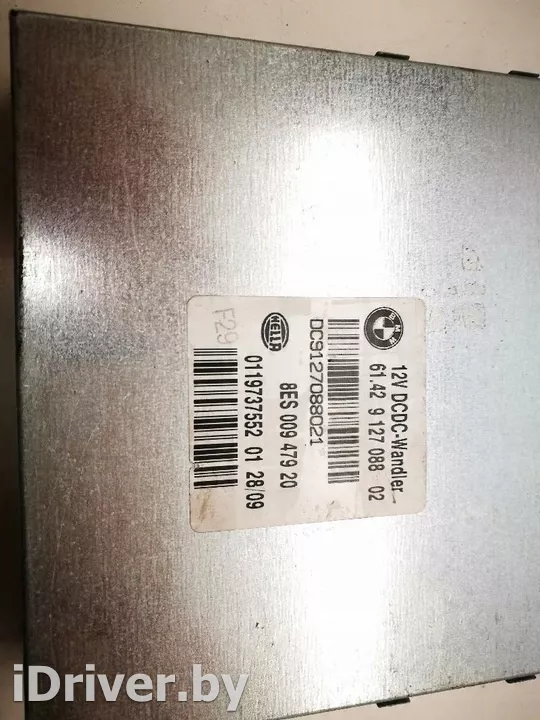 BMW
12V DCDC-Wandler
61.42 9 127 088 02
DC9127088021
HELLA
8ES 009 479 20
0119737552 01 28/09
F29
iDriver.by